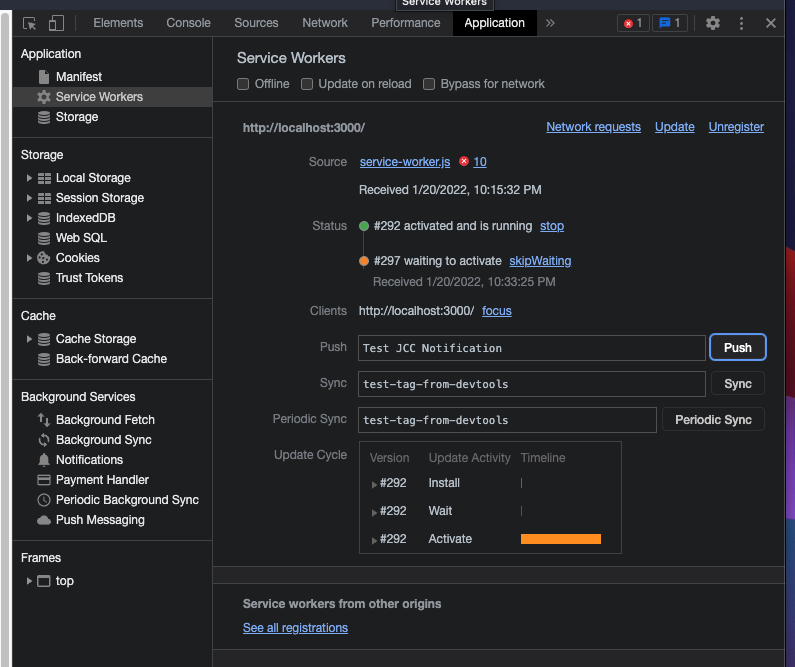 Service Workers
Elements Console Sources Network Performance Application » 1 1
Application
Manifest
Service Workers
Storage
Storage
Local Storage
Session Storage
IndexedDB
Web SQL
Cookies
Trust Tokens
Cache
Cache Storage
Back-forward Cache
Background Services
Background Fetch
Background Sync
Notifications
Payment Handler
Periodic Background Sync
Push Messaging
Frames
top
Service Workers
Offline Update on reload Bypass for network
http://localhost:3000/ Network requests Update Unregister
Source service-worker.js 10
Received 1/20/2022, 10:15:32 PM
Status #292 activated and is running stop
#297 waiting to activate skipWaiting
Received 1/20/2022, 10:33:25 PM
Clients http://localhost:3000/ focus
Push Test JCC Notification Push
Sync test-tag-from-devtools Sync
Periodic Sync test-tag-from-devtools Periodic Sync
Update Cycle Version Update Activity Timeline
#292 Install
#292 Wait
#292 Activate
Service workers from other origins
See all registrations